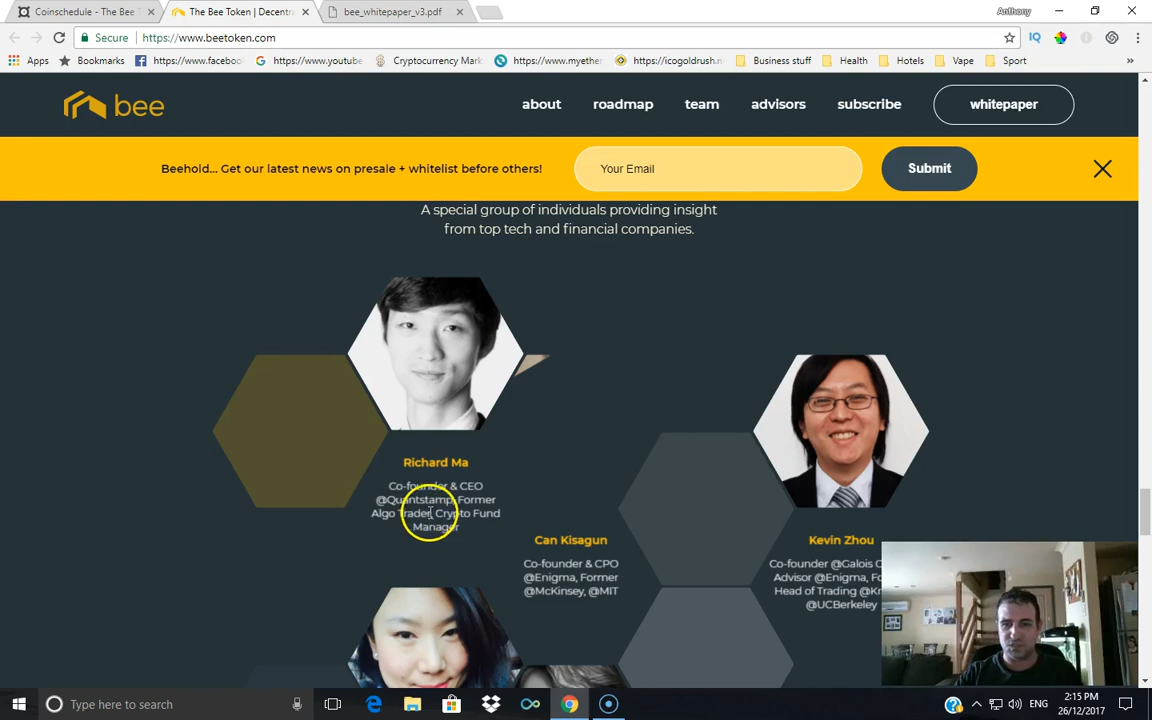 Coinschedule - The Bee T
The Bee Token | Decentra
bee_whitepaper_v3.pdf
Anthony
Secure
https://www.beetoken.com
IQ
Apps
Bookmarks
https://www.faceboo
https://www.youtube
Cryptocurrency Mark
https://www.myether
https://icogoldrush.n
Business stuff
Health
Hotels
Vape
Sport
bee
about
roadmap
team
advisors
subscribe
whitepaper
Beehold... Get our latest news on presale + whitelist before others!
Your Email
Submit
A special group of individuals providing insight
from top tech and financial companies.
Richard Ma
Co-founder & CEO
@Quantstamp, Former
Algo Trader, Crypto Fund
Manager
Can Kisagun
Co-founder & CPO
@Enigma, Former
@McKinsey, @MIT
Kevin Zhou
Co-founder @Galois C
Advisor @Enigma, Fo
Head of Trading @Kr
@UCBerkeley
Type here to search
ENG
2:15 PM
26/12/2017